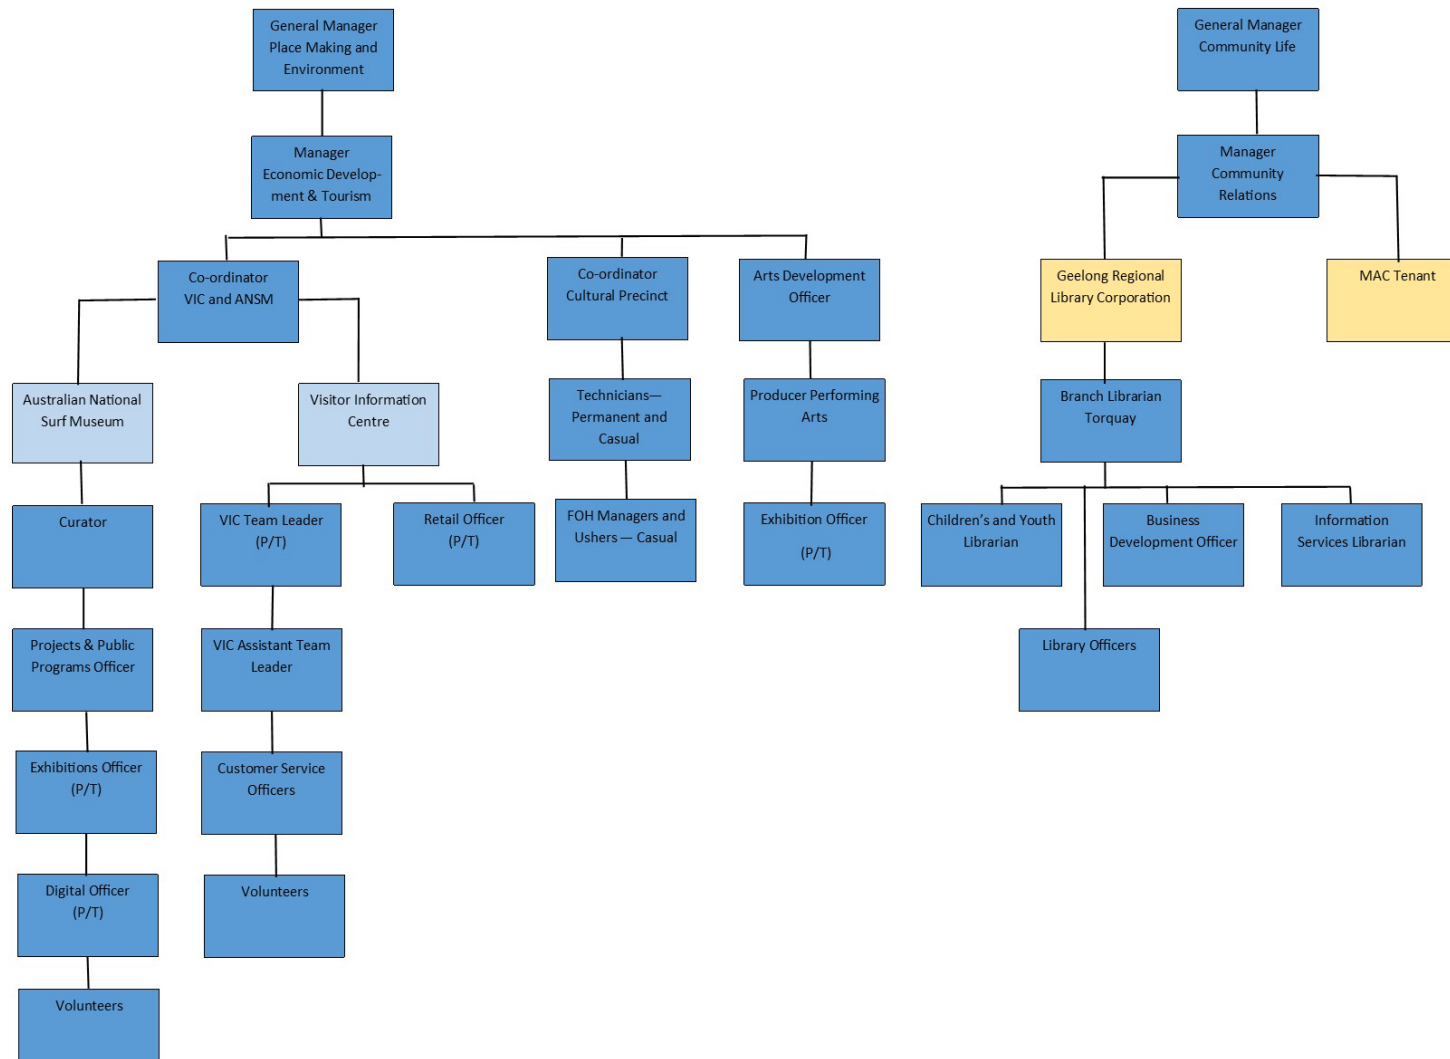 General Manager
Place Making and
Environment
Manager
Economic Develop-
ment & Tourism
Co-ordinator
VIC and ANSM
Co-ordinator
Cultural Precinct
Arts Development
Officer
Australian National
Surf Museum
Visitor Information
Centre
Technicians—
Permanent and
Casual
Producer Performing
Arts
Curator
VIC Team Leader
(P/T)
Retail Officer
(P/T)
FOH Managers and
Ushers — Casual
Exhibition Officer
(P/T)
Projects & Public
Programs Officer
VIC Assistant Team
Leader
Exhibitions Officer
(P/T)
Customer Service
Officers
Digital Officer
(P/T)
Volunteers
Volunteers
General Manager
Community Life
Manager
Community
Relations
Geelong Regional
Library Corporation
MAC Tenant
Branch Librarian
Torquay
Children’s and Youth
Librarian
Business
Development Officer
Information
Services Librarian
Library Officers